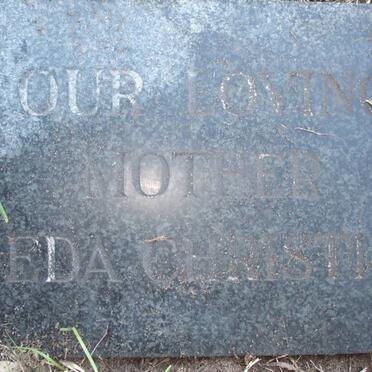 OUR LOVING
MOTHER
EDA CHRISTI